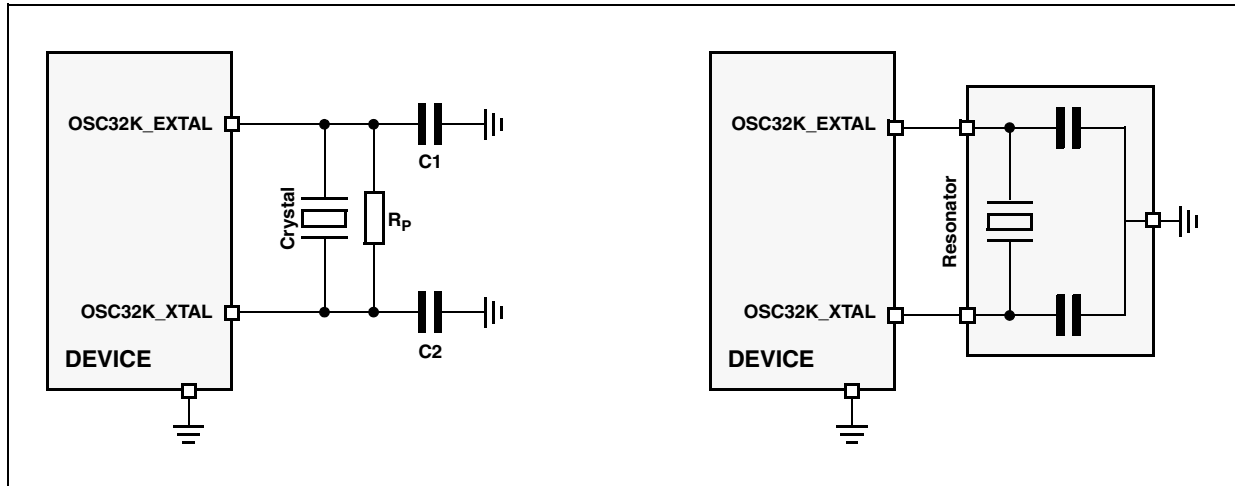 OSC32K_EXTAL
C1
Crystal
RP
OSC32K_XTAL
C2
DEVICE
OSC32K_EXTAL
Resonator
OSC32K_XTAL
DEVICE